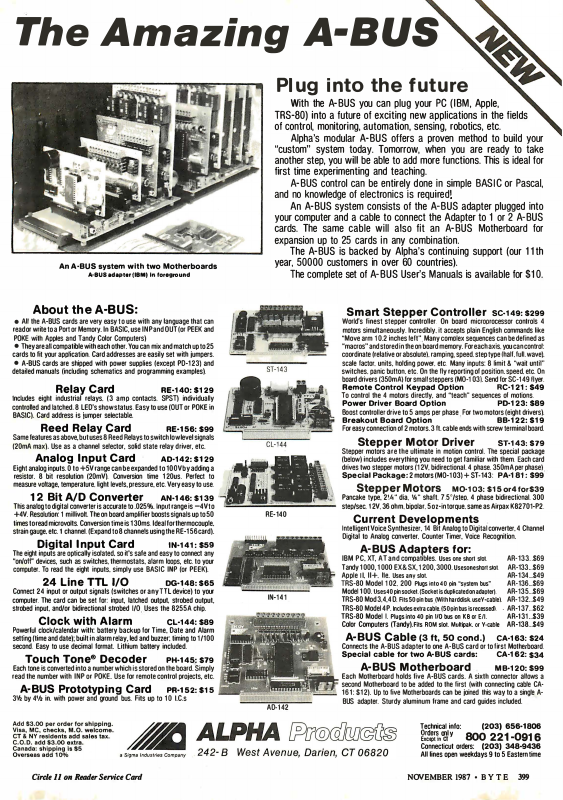 The Amazing A-BUS
NEW
Plug into the future
With the A-BUS you can plug your PC (IBM, Apple,
TRS-80) into a future of exciting new applications in the fields
of control, monitoring, automation, sensing, robotics, etc.
Alpha's modular A-BUS offers a proven method to build your
"custom" system today. Tomorrow, when you are ready to take
another step, you will be able to add more functions. This is ideal for
first time experimenting and teaching.
A-BUS control can be entirely done in simple BASIC or Pascal,
and no knowledge of electronics is required!
An A-BUS system consists of the A-BUS adapter plugged into
your computer and a cable to connect the Adapter to 1 or 2 A-BUS
cards. The same cable will also fit an A-BUS Motherboard for
expansion up to 25 cards in any combination.
The A-BUS is backed by Alpha's continuing support (our 11th
year, 50000 customers in over 60 countries).
The complete set of A-BUS User's Manuals is available for $10.
An A-BUS system with two Motherboards
A-BUS adapter (IBM) in foreground
About the A-BUS:
• All the A-BUS cards are very easy to use with any language that can
read or write to a Port or Memory. In BASIC, use INP and OUT (or PEEK and
POKE with Apples and Tandy Color Computers)
• They are all compatible with each other. You can mix and match up to 25
cards to fit your application. Card addresses are easily set with jumpers.
• A-BUS cards are shipped with power supplies (except PD-123) and
detailed manuals (including schematics and programming examples).
Relay Card RE-140: $129
Includes eight industrial relays. (3 amp contacts. SPST) individually
controlled and latched. 8 LED's show status. Easy to use (OUT or POKE in
BASIC). Card address is jumper selectable.
Reed Relay Card RE-156: $99
Same features as above, but uses 8 Reed Relays to switch low level signals
(20mA max). Use as a channel selector, solid state relay driver, etc.
Analog Input Card AD-142: $129
Eight analog inputs. 0 to +5V range can be expanded to 100V by adding a
resistor. 8 bit resolution (20mV). Conversion time 120us. Perfect to
measure voltage, temperature, light levels, pressure, etc. Very easy to use.
12 Bit A/D Converter AN-146: $139
This analog to digital converter is accurate to .025%. Input range is −4V to
+4V. Resolution: 1 millivolt. The on board amplifier boosts signals up to 50
times to read microvolts. Conversion time is 130ms. Ideal for thermocouple,
strain gauge, etc. 1 channel. (Expand to 8 channels using the RE-156 card).
Digital Input Card IN-141: $59
The eight inputs are optically isolated, so it's safe and easy to connect any
"on/off" devices, such as switches, thermostats, alarm loops, etc. to your
computer. To read the eight inputs, simply use BASIC INP (or PEEK).
24 Line TTL I/O DG-148: $65
Connect 24 input or output signals (switches or any TTL device) to your
computer. The card can be set for: input, latched output, strobed output,
strobed input, and/or bidirectional strobed I/O. Uses the 8255A chip.
Clock with Alarm CL-144: $89
Powerful clock/calendar with: battery backup for Time, Date and Alarm
setting (time and date); built in alarm relay, led and buzzer; timing to 1/100
second. Easy to use decimal format. Lithium battery included.
Touch Tone® Decoder PH-145: $79
Each tone is converted into a number which is stored on the board. Simply
read the number with INP or POKE. Use for remote control projects, etc.
A-BUS Prototyping Card PR-152: $15
3½ by 4½ in. with power and ground bus. Fits up to 10 I.C.s
ST-143
CL-144
RE-140
IN-141
AD-142
Smart Stepper Controller SC-149: $299
World's finest stepper controller. On board microprocessor controls 4
motors simultaneously. Incredibly, it accepts plain English commands like
"Move arm 10.2 inches left". Many complex sequences can be defined as
"macros" and stored in the on board memory. For each axis, you can control:
coordinate (relative or absolute), ramping, speed, step type (half, full, wave),
scale factor, units, holding power, etc. Many inputs: 8 limit & "wait until"
switches, panic button, etc. On the fly reporting of position, speed, etc. On
board drivers (350mA) for small steppers (MO-103). Send for SC-149 flyer.
Remote Control Keypad Option RC-121: $49
To control the 4 motors directly, and "teach" sequences of motions.
Power Driver Board Option PD-123: $89
Boost controller drive to 5 amps per phase. For two motors (eight drivers).
Breakout Board Option BB-122: $19
For easy connection of 2 motors. 3 ft. cable ends with screw terminal board.
Stepper Motor Driver ST-143: $79
Stepper motors are the ultimate in motion control. The special package
(below) includes everything you need to get familiar with them. Each card
drives two stepper motors (12V, bidirectional, 4 phase, 350mA per phase).
Special Package: 2 motors (MO-103) + ST-143: PA-181: $99
Stepper Motors MO-103: $15 or 4 for $39
Pancake type, 2¼" dia, ¼" shaft. 7.5°/step, 4 phase bidirectional, 300
step/sec, 12V, 36 ohm, bipolar, 5 oz-in torque. same as Airpax K82701-P2.
Current Developments
Intelligent Voice Synthesizer, 14 Bit Analog to Digital converter, 4 Channel
Digital to Analog converter. Counter Timer, Voice Recognition.
A-BUS Adapters for:
IBM PC, XT, AT and compatibles. Uses one short slot. AR-133..$69
Tandy 1000, 1000 EX & SX, 1200, 3000. Uses one short slot AR-133..$69
Apple II, II+, IIe. Uses any slot. AR-134..$49
TRS-80 Model 102, 200 Plugs into 40 pin "system bus" AR-136..$69
Model 100. Uses 40 pin socket. (Socket is duplicated on adapter). AR-135..$69
TRS-80 Mod 3,4,4D. Fits 50 pin bus. (With hard disk, use Y-cable). AR-132..$49
TRS-80 Model 4P. Includes extra cable. (50 pin bus is recessed). AR-137..$62
TRS-80 Model I. Plugs into 40 pin I/O bus on KB or E/I. AR-131..$39
Color Computers (Tandy). Fits ROM slot. Multipak, or Y-cable AR-138..$49
A-BUS Cable (3 ft, 50 cond.) CA-163: $24
Connects the A-BUS adapter to one A-BUS card or to first Motherboard.
Special cable for two A-BUS cards: CA-162: $34
A-BUS Motherboard MB-120: $99
Each Motherboard holds five A-BUS cards. A sixth connector allows a
second Motherboard to be added to the first (with connecting cable CA-
161: $12). Up to five Motherboards can be joined this way to a single A-
BUS adapter. Sturdy aluminum frame and card guides included.
Add $3.00 per order for shipping.
Visa, MC, checks, M.O. welcome.
CT & NY residents add sales tax.
C.O.D. add $3.00 extra.
Canada: shipping is $5
Overseas add 10%
a Sigma Industries Company
ALPHA Products
242-B West Avenue, Darien, CT 06820
Technical info: (203) 656-1806
Orders only
Except in CT 800 221-0916
Connecticut orders: (203) 348-9436
All lines open weekdays 9 to 5 Eastern time
Circle 11 on Reader Service Card
NOVEMBER 1987 • B Y T E 399